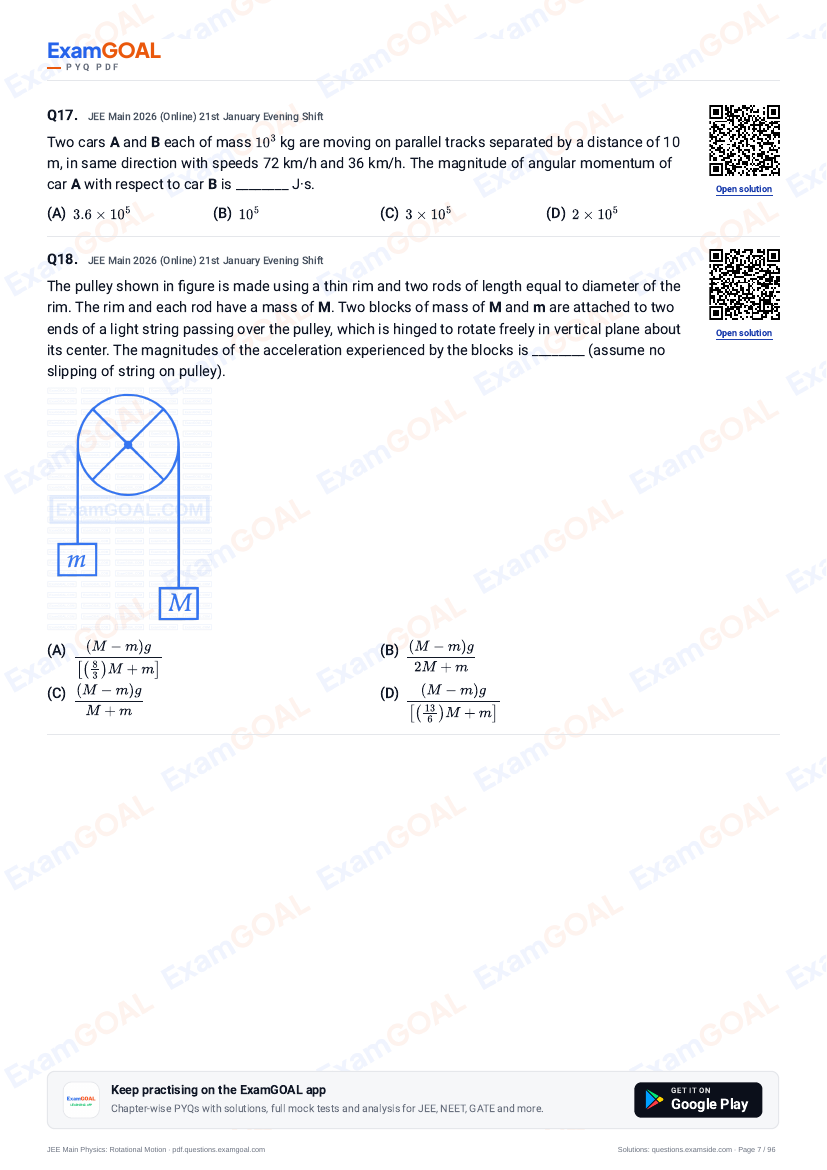 ExamGOAL
PYQ PDF
Q17. JEE Main 2026 (Online) 21st January Evening Shift
Two cars A and B each of mass 10³ kg are moving on parallel tracks separated by a distance of 10
m, in same direction with speeds 72 km/h and 36 km/h. The magnitude of angular momentum of
car A with respect to car B is ________ J·s.
Open solution
(A) 3.6 × 10⁵ (B) 10⁵ (C) 3 × 10⁵ (D) 2 × 10⁵
Q18. JEE Main 2026 (Online) 21st January Evening Shift
The pulley shown in figure is made using a thin rim and two rods of length equal to diameter of the
rim. The rim and each rod have a mass of M. Two blocks of mass of M and m are attached to two
ends of a light string passing over the pulley, which is hinged to rotate freely in vertical plane about
its center. The magnitudes of the acceleration experienced by the blocks is ________ (assume no
slipping of string on pulley).
Open solution
ExamGOAL.COM
m
M
(A) (M − m)g / [(8/3)M + m] (B) (M − m)g / 2M + m
(C) (M − m)g / M + m (D) (M − m)g / [(13/6)M + m]
Keep practising on the ExamGOAL app
Chapter-wise PYQs with solutions, full mock tests and analysis for JEE, NEET, GATE and more.
GET IT ON
Google Play
JEE Main Physics: Rotational Motion · pdf.questions.examgoal.com
Solutions: questions.examside.com · Page 7 / 96